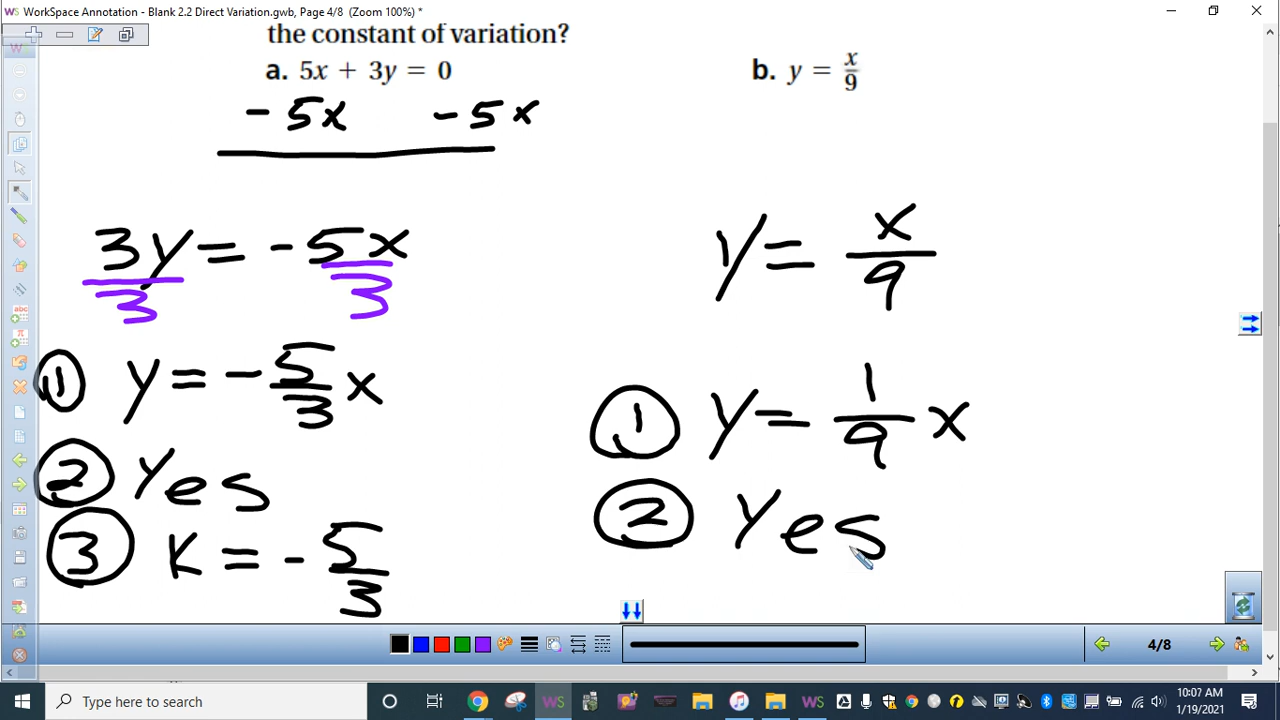 WorkSpace Annotation - Blank 2.2 Direct Variation.gwb, Page 4/8 (Zoom 100%) *
the constant of variation?
a. 5x + 3y = 0
b. y = x/9
- 5x - 5x
3y = - 5x
3 3
y = x/9
① y = - 5/3 x
① y = 1/9 x
② Yes
② Yes
③ K = - 5/3
4/8
Type here to search
WS
WS
10:07 AM
1/19/2021